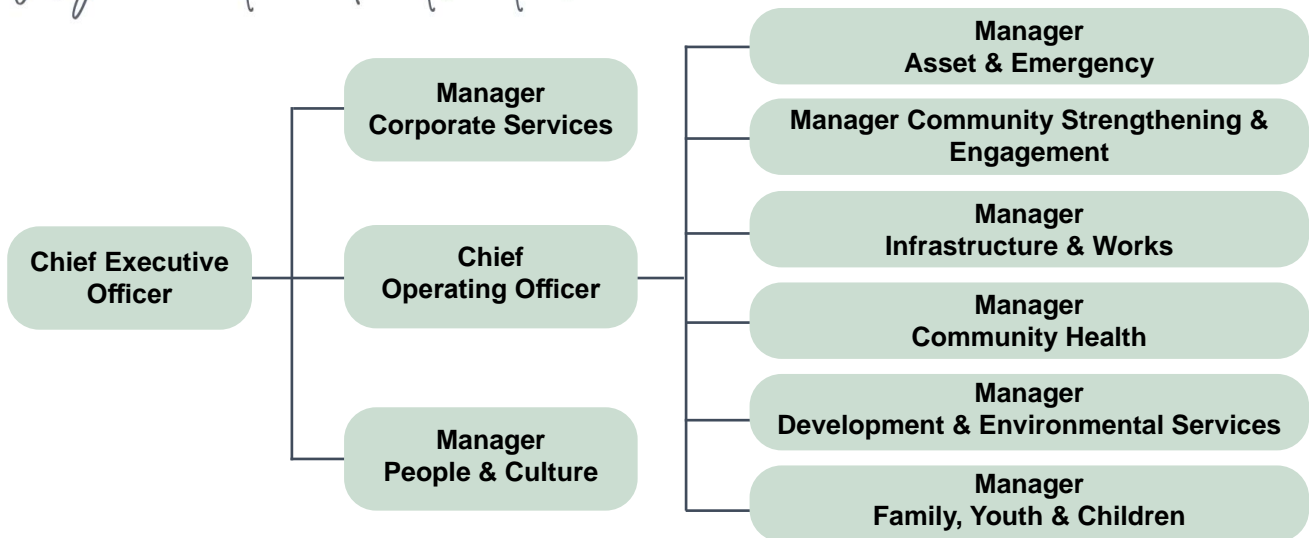 Chief Executive
Officer
Manager
Corporate Services
Chief
Operating Officer
Manager
People & Culture
Manager
Asset & Emergency
Manager Community Strengthening &
Engagement
Manager
Infrastructure & Works
Manager
Community Health
Manager
Development & Environmental Services
Manager
Family, Youth & Children